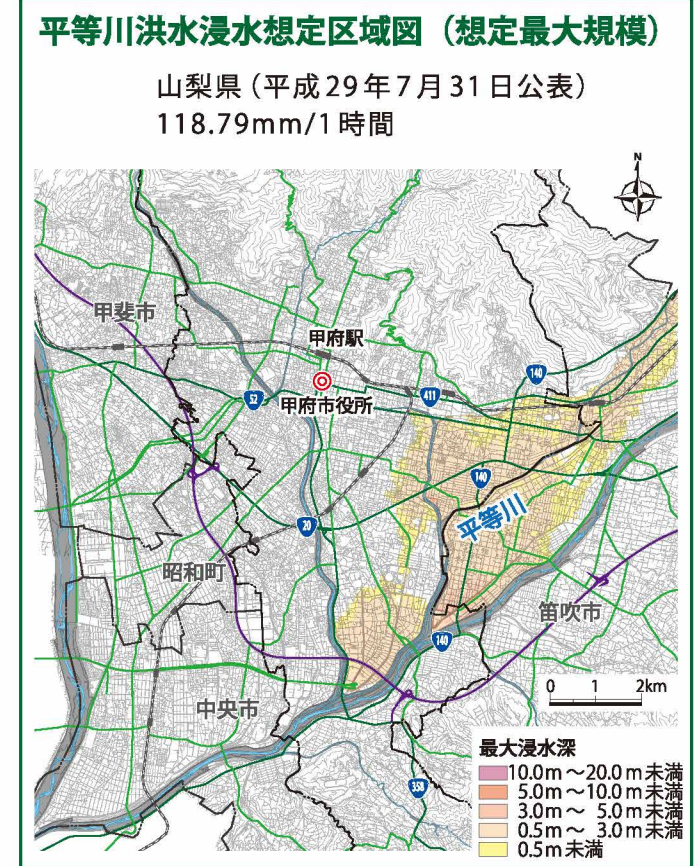 平等川洪水浸水想定区域図（想定最大規模）
山梨県（平成29年7月31日公表）
118.79mm/1時間
N
甲斐市
甲府駅
140
411
52
甲府市役所
140
平等川
20
昭和町
笛吹市
140
0 1 2km
中央市
358
最大浸水深
10.0m～20.0m未満
5.0m～10.0m未満
3.0m～ 5.0m未満
0.5m～ 3.0m未満
0.5m未満